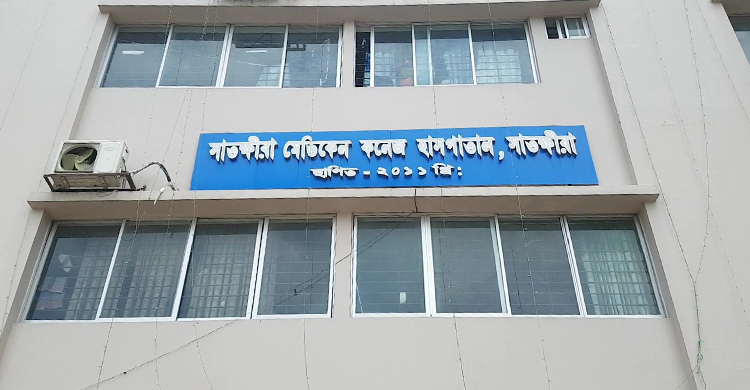 সাতক্ষীরা মেডিকেল কলেজ হাসপাতাল, সাতক্ষীরা
স্থাপিত - ২০১১ খ্রি: